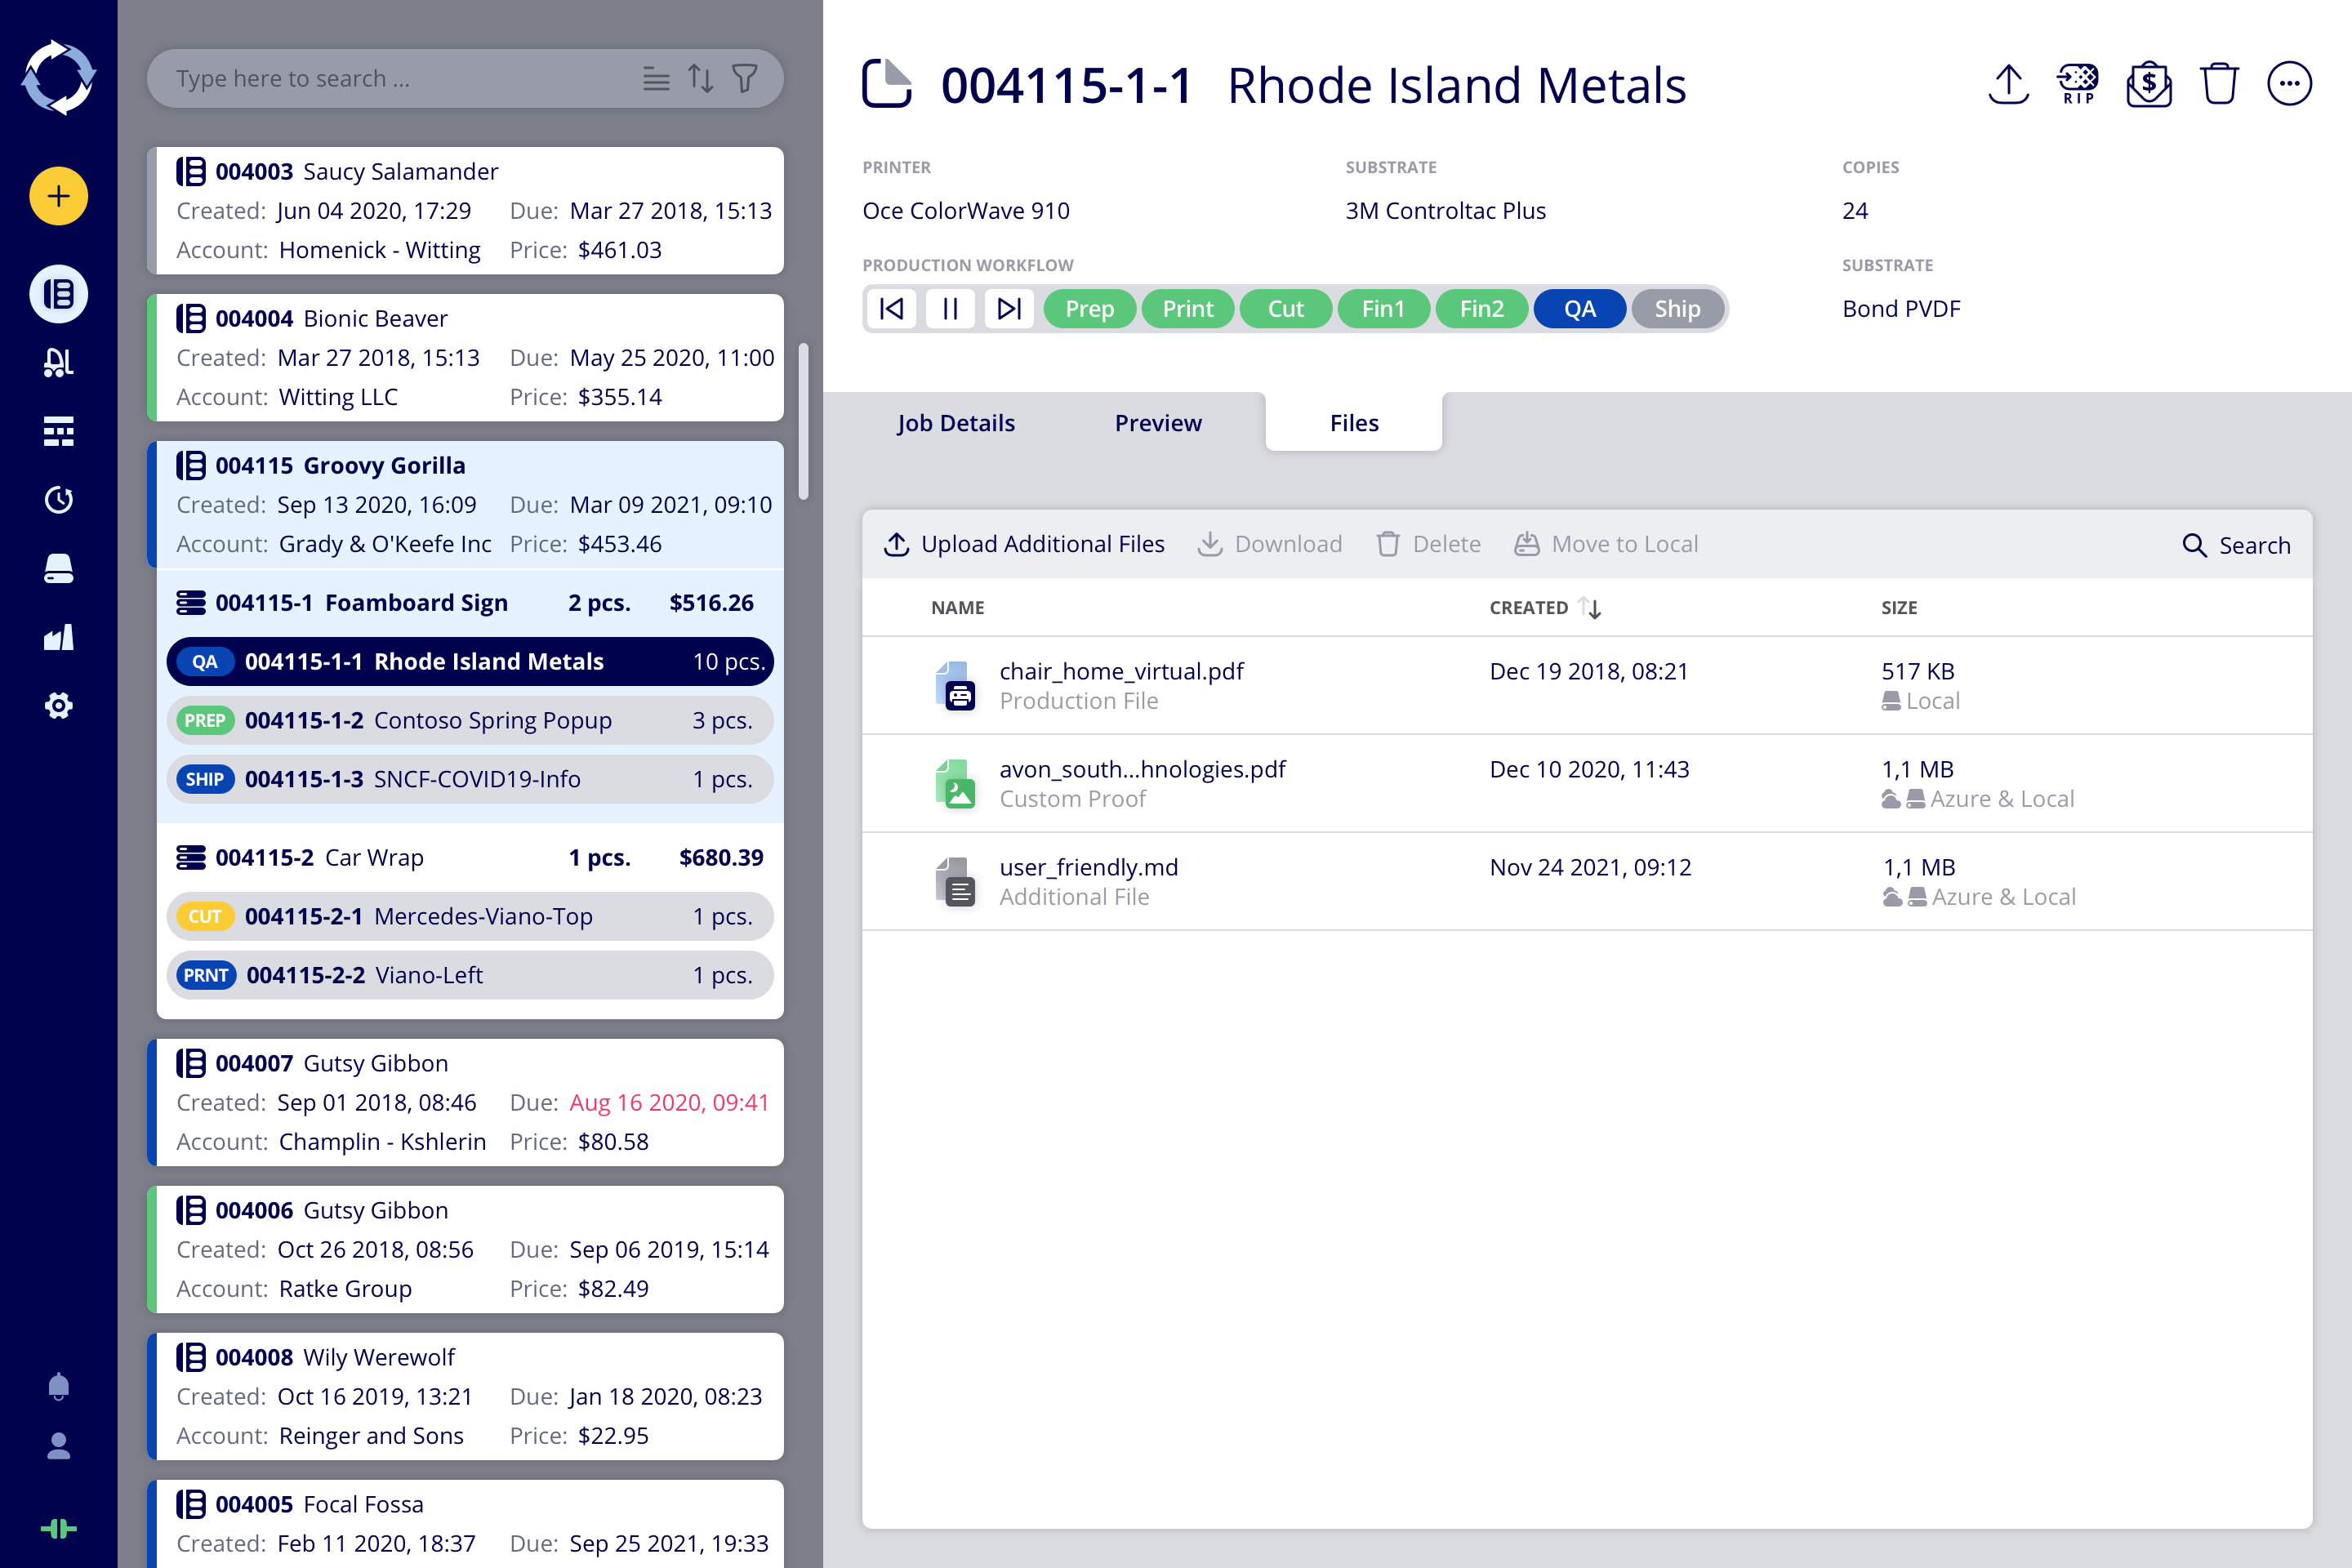 Type here to search ...
004003 Saucy Salamander
Created: Jun 04 2020, 17:29 Due: Mar 27 2018, 15:13
Account: Homenick - Witting Price: $461.03
004004 Bionic Beaver
Created: Mar 27 2018, 15:13 Due: May 25 2020, 11:00
Account: Witting LLC Price: $355.14
004115 Groovy Gorilla
Created: Sep 13 2020, 16:09 Due: Mar 09 2021, 09:10
Account: Grady & O'Keefe Inc Price: $453.46
004115-1 Foamboard Sign 2 pcs. $516.26
QA 004115-1-1 Rhode Island Metals 10 pcs.
PREP 004115-1-2 Contoso Spring Popup 3 pcs.
SHIP 004115-1-3 SNCF-COVID19-Info 1 pcs.
004115-2 Car Wrap 1 pcs. $680.39
CUT 004115-2-1 Mercedes-Viano-Top 1 pcs.
PRNT 004115-2-2 Viano-Left 1 pcs.
004007 Gutsy Gibbon
Created: Sep 01 2018, 08:46 Due: Aug 16 2020, 09:41
Account: Champlin - Kshlerin Price: $80.58
004006 Gutsy Gibbon
Created: Oct 26 2018, 08:56 Due: Sep 06 2019, 15:14
Account: Ratke Group Price: $82.49
004008 Wily Werewolf
Created: Oct 16 2019, 13:21 Due: Jan 18 2020, 08:23
Account: Reinger and Sons Price: $22.95
004005 Focal Fossa
Created: Feb 11 2020, 18:37 Due: Sep 25 2021, 19:33
004115-1-1 Rhode Island Metals
RIP
$
PRINTER SUBSTRATE COPIES
Oce ColorWave 910 3M Controltac Plus 24
PRODUCTION WORKFLOW SUBSTRATE
Prep Print Cut Fin1 Fin2 QA Ship Bond PVDF
Job Details Preview Files
Upload Additional Files Download Delete Move to Local Search
NAME CREATED SIZE
chair_home_virtual.pdf Dec 19 2018, 08:21 517 KB
Production File Local
avon_south...hnologies.pdf Dec 10 2020, 11:43 1,1 MB
Custom Proof Azure & Local
user_friendly.md Nov 24 2021, 09:12 1,1 MB
Additional File Azure & Local